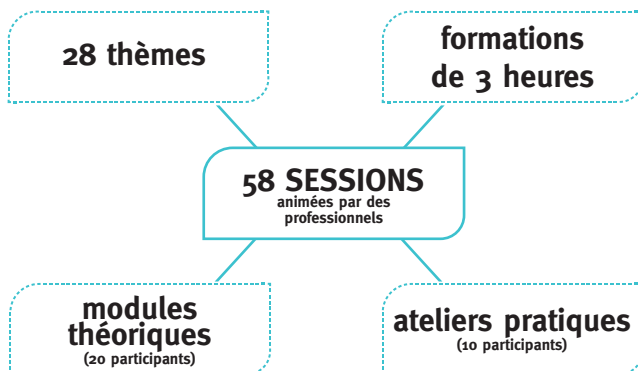 28 thèmes
formations
de 3 heures
58 SESSIONS
animées par des
professionnels
modules
théoriques
(20 participants)
ateliers pratiques
(10 participants)